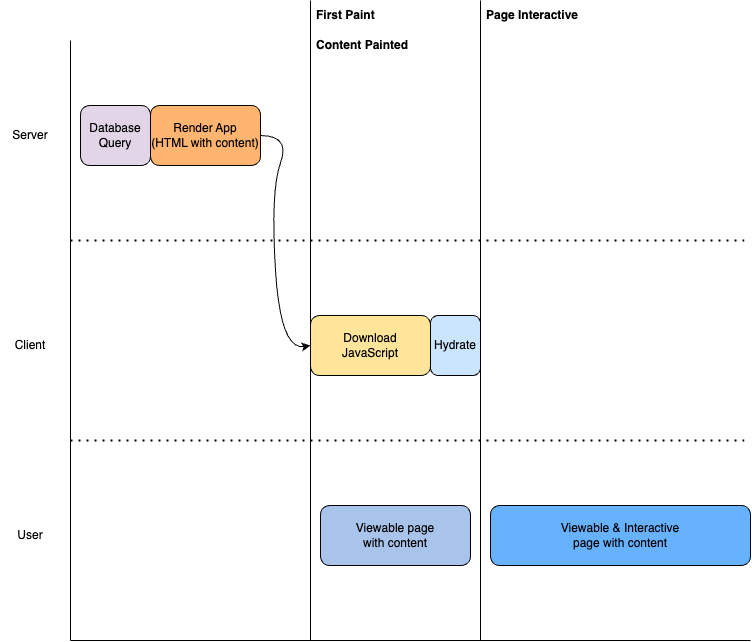 First Paint
Page Interactive
Content Painted
Server
Database
Query
Render App
(HTML with content)
Client
Download
JavaScript
Hydrate
User
Viewable page
with content
Viewable & Interactive
page with content